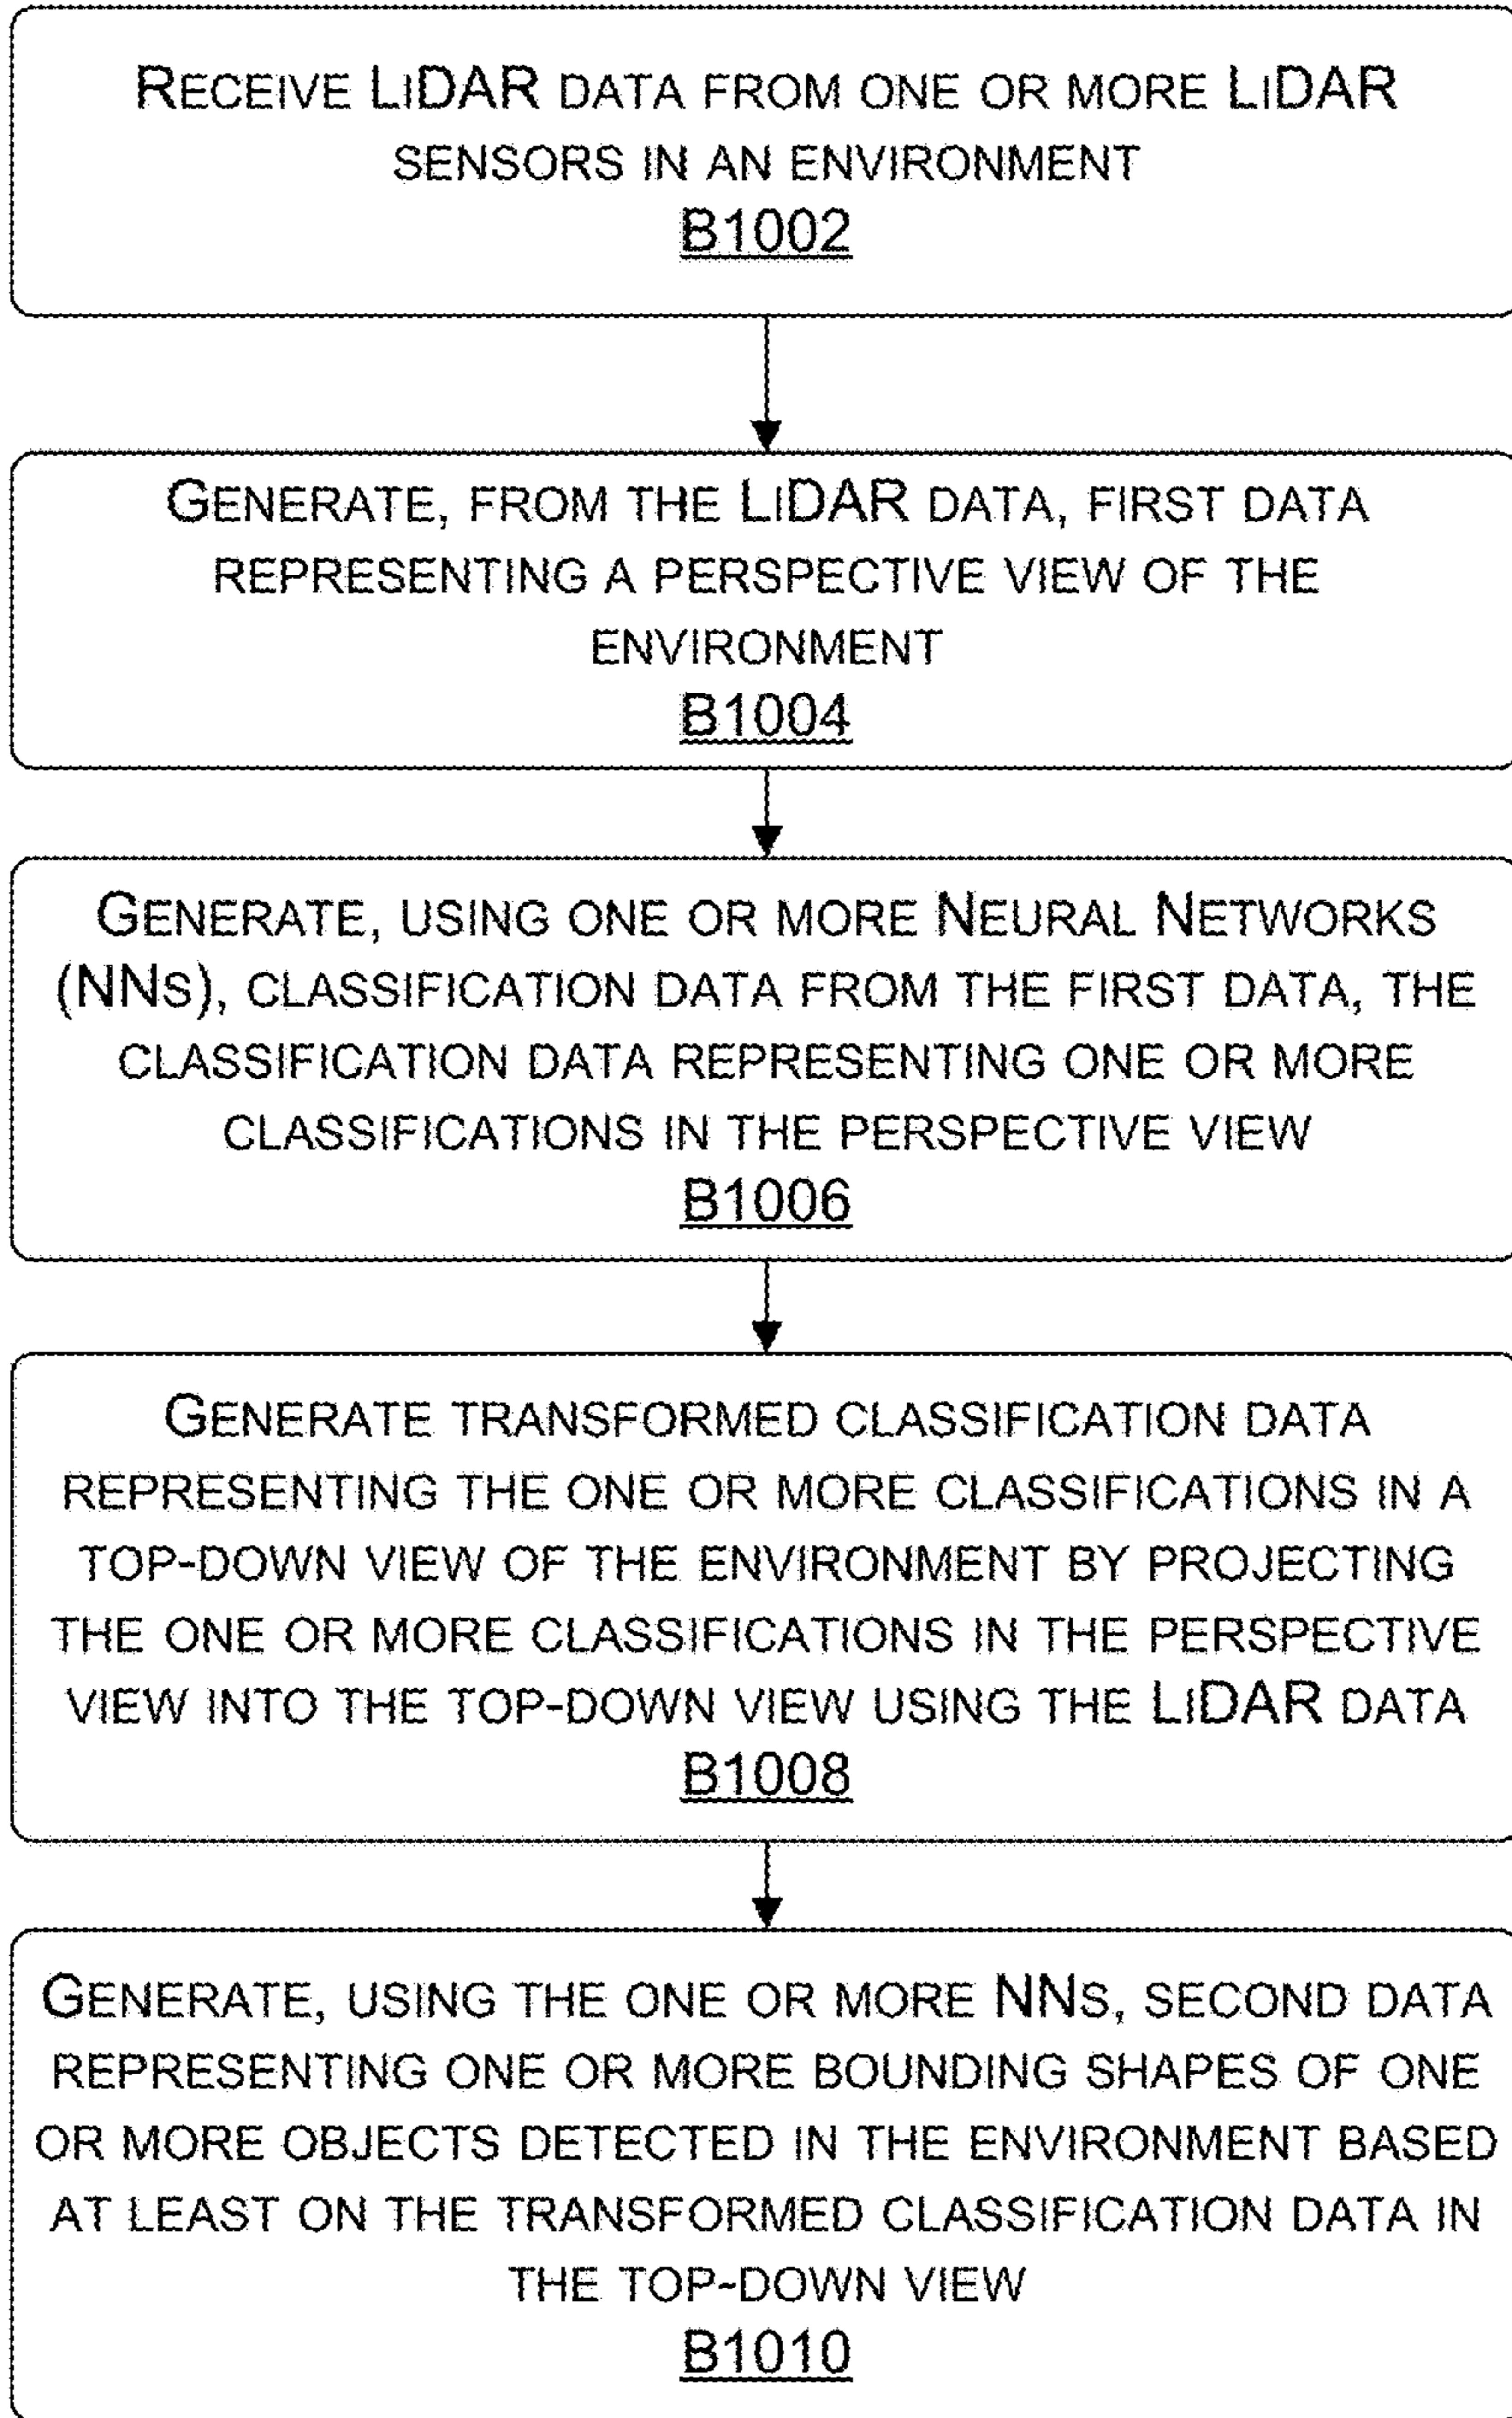 RECEIVE LIDAR DATA FROM ONE OR MORE LIDAR
SENSORS IN AN ENVIRONMENT
B1002
GENERATE, FROM THE LIDAR DATA, FIRST DATA
REPRESENTING A PERSPECTIVE VIEW OF THE
ENVIRONMENT
B1004
GENERATE, USING ONE OR MORE NEURAL NETWORKS
(NNS), CLASSIFICATION DATA FROM THE FIRST DATA, THE
CLASSIFICATION DATA REPRESENTING ONE OR MORE
CLASSIFICATIONS IN THE PERSPECTIVE VIEW
B1006
GENERATE TRANSFORMED CLASSIFICATION DATA
REPRESENTING THE ONE OR MORE CLASSIFICATIONS IN A
TOP-DOWN VIEW OF THE ENVIRONMENT BY PROJECTING
THE ONE OR MORE CLASSIFICATIONS IN THE PERSPECTIVE
VIEW INTO THE TOP-DOWN VIEW USING THE LIDAR DATA
B1008
GENERATE, USING THE ONE OR MORE NNS, SECOND DATA
REPRESENTING ONE OR MORE BOUNDING SHAPES OF ONE
OR MORE OBJECTS DETECTED IN THE ENVIRONMENT BASED
AT LEAST ON THE TRANSFORMED CLASSIFICATION DATA IN
THE TOP-DOWN VIEW
B1010